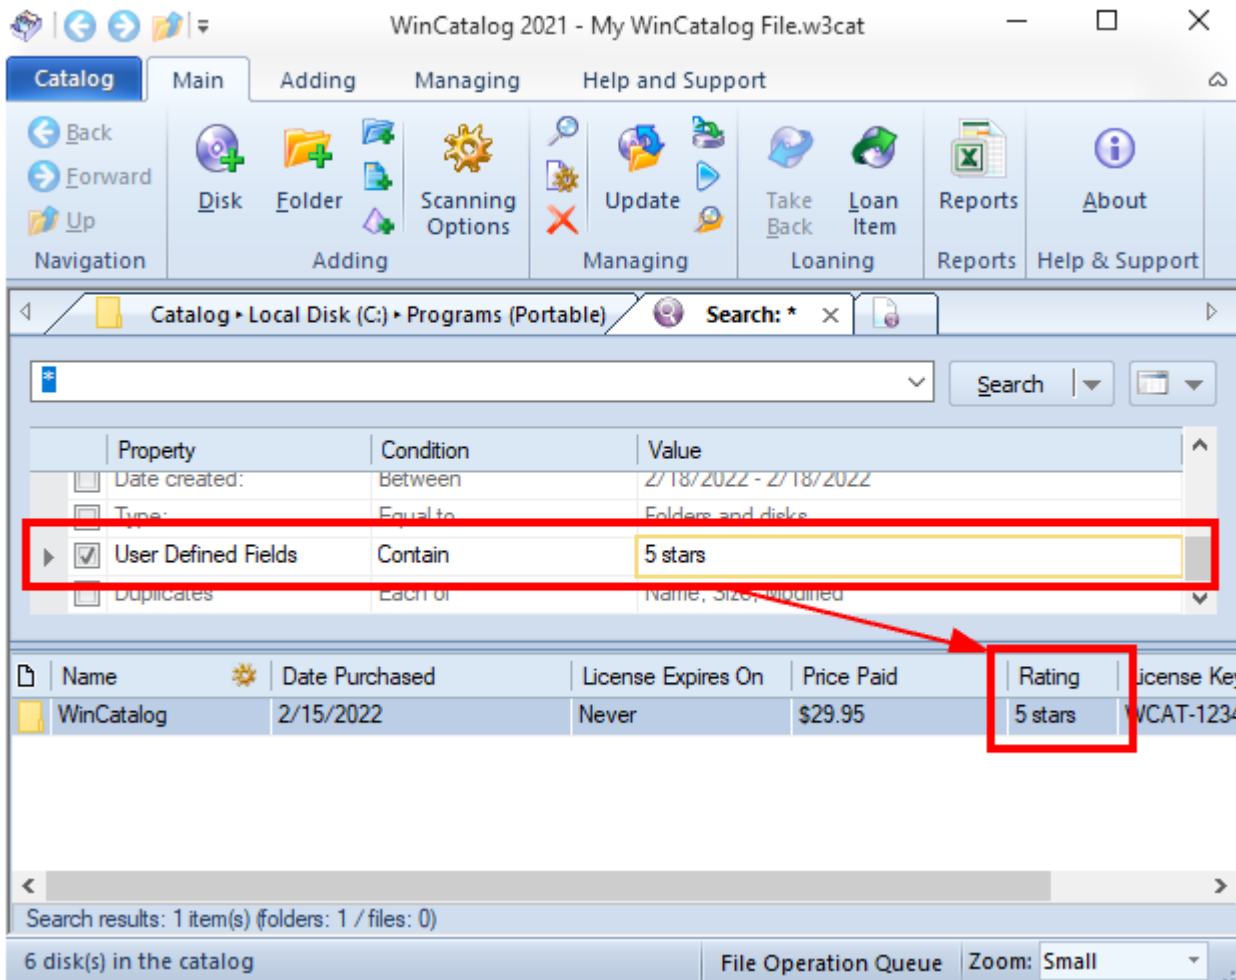 WinCatalog 2021 - My WinCatalog File.w3cat
Catalog Main Adding Managing Help and Support
Back
Forward
Up
Navigation
Disk Folder Scanning Options
Adding
Update
Managing
Take Back Loan Item
Loaning
Reports
Reports
About
Help & Support
Catalog Local Disk (C:) Programs (Portable) Search: *
* Search
Property Condition Value
Date created: Between 2/18/2022 - 2/18/2022
Type: Equal to Folders and disks
User Defined Fields Contain 5 stars
Duplicates Each of Name, Size, Modified
Name Date Purchased License Expires On Price Paid Rating License Key
WinCatalog 2/15/2022 Never $29.95 5 stars WCAT-1234
Search results: 1 item(s) (folders: 1 / files: 0)
6 disk(s) in the catalog File Operation Queue Zoom: Small